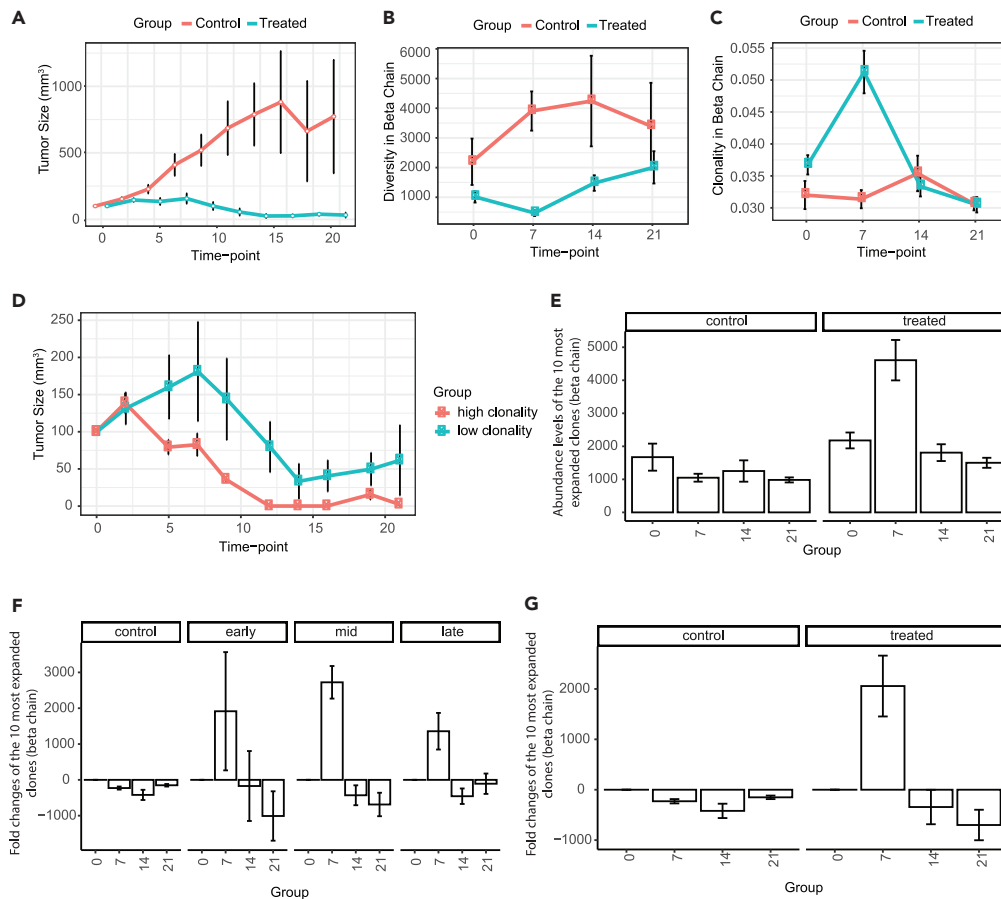 A
Group Control Treated
Tumor Size (mm³)
1000
500
0
0 5 10 15 20
Time−point
B
Group Control Treated
Diversity in Beta Chain
6000
5000
4000
3000
2000
1000
0 7 14 21
Time−point
C
Group Control Treated
Clonality in Beta Chain
0.055
0.050
0.045
0.040
0.035
0.030
0 7 14 21
Time−point
D
Tumor Size (mm³)
250
200
150
100
50
0
0 5 10 15 20
Time−point
Group
high clonality
low clonality
E
control treated
Abundance levels of the 10 most
expanded clones (beta chain)
5000
4000
3000
2000
1000
0
0 7 14 21 0 7 14 21
Group
F
control early mid late
Fold changes of the 10 most expanded
clones (beta chain)
3000
2000
1000
0
−1000
0 7 14 21 0 7 14 21 0 7 14 21 0 7 14 21
Group
G
control treated
Fold changes of the 10 most expanded
clones (beta chain)
2000
1000
0
−1000
0 7 14 21 0 7 14 21
Group